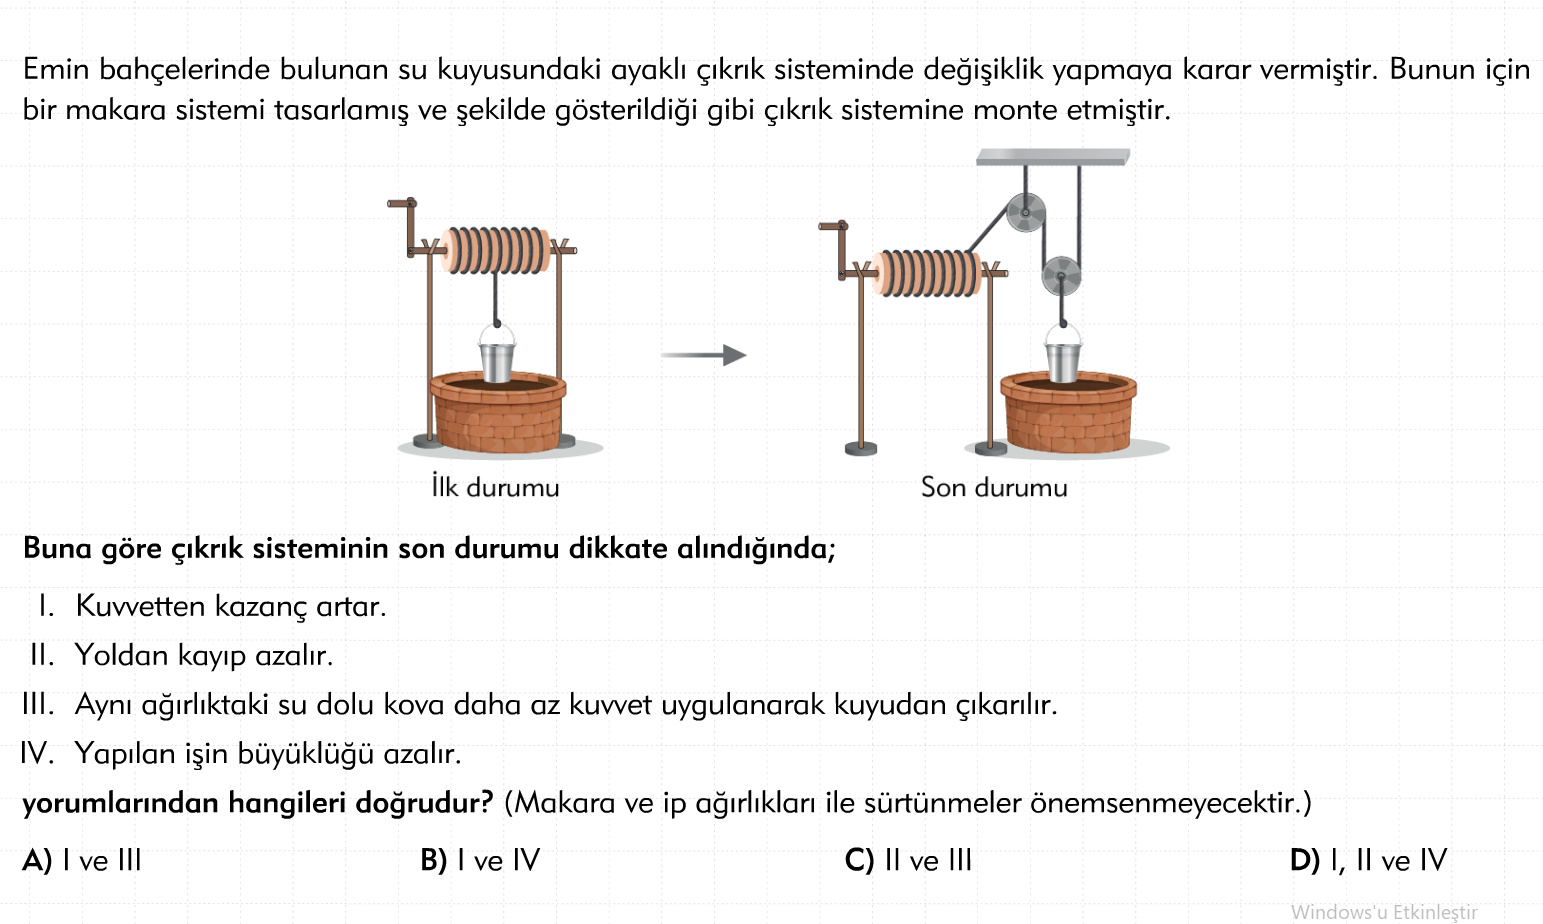 Emin bahçelerinde bulunan su kuyusundaki ayaklı çıkrık sisteminde değişiklik yapmaya karar vermiştir. Bunun için
bir makara sistemi tasarlamış ve şekilde gösterildiği gibi çıkrık sistemine monte etmiştir.
İlk durumu
Son durumu
Buna göre çıkrık sisteminin son durumu dikkate alındığında;
I. Kuvvetten kazanç artar.
II. Yoldan kayıp azalır.
III. Aynı ağırlıktaki su dolu kova daha az kuvvet uygulanarak kuyudan çıkarılır.
IV. Yapılan işin büyüklüğü azalır.
yorumlarından hangileri doğrudur? (Makara ve ip ağırlıkları ile sürtünmeler önemsenmeyecektir.)
A) I ve III B) I ve IV C) II ve III D) I, II ve IV
Windows'u Etkinleştir